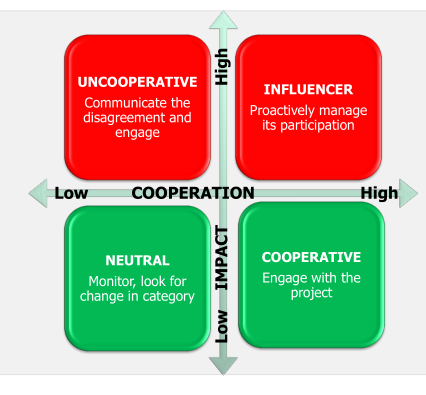 High
UNCOOPERATIVE
Communicate the
disagreement and
engage
INFLUENCER
Proactively manage
its participation
Low COOPERATION High
NEUTRAL
Monitor, look for
change in category
COOPERATIVE
Engage with the
project
Low IMPACT